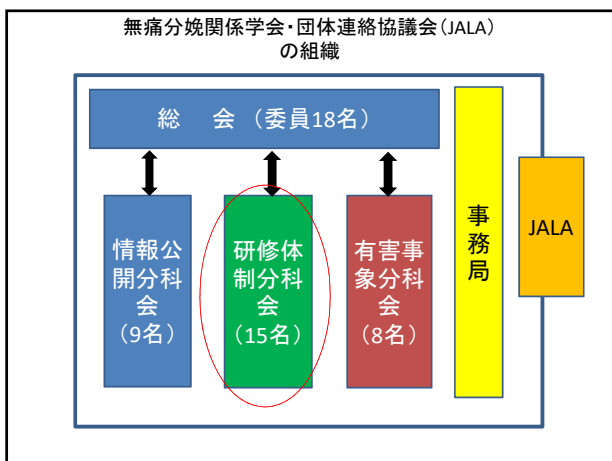 無痛分娩関係学会・団体連絡協議会(JALA)
の組織
総 会 (委員18名)
情報公
開分科
会
(9名)
研修体
制分科
会
(15名)
有害事
象分科
会
(8名)
事
務
局
JALA